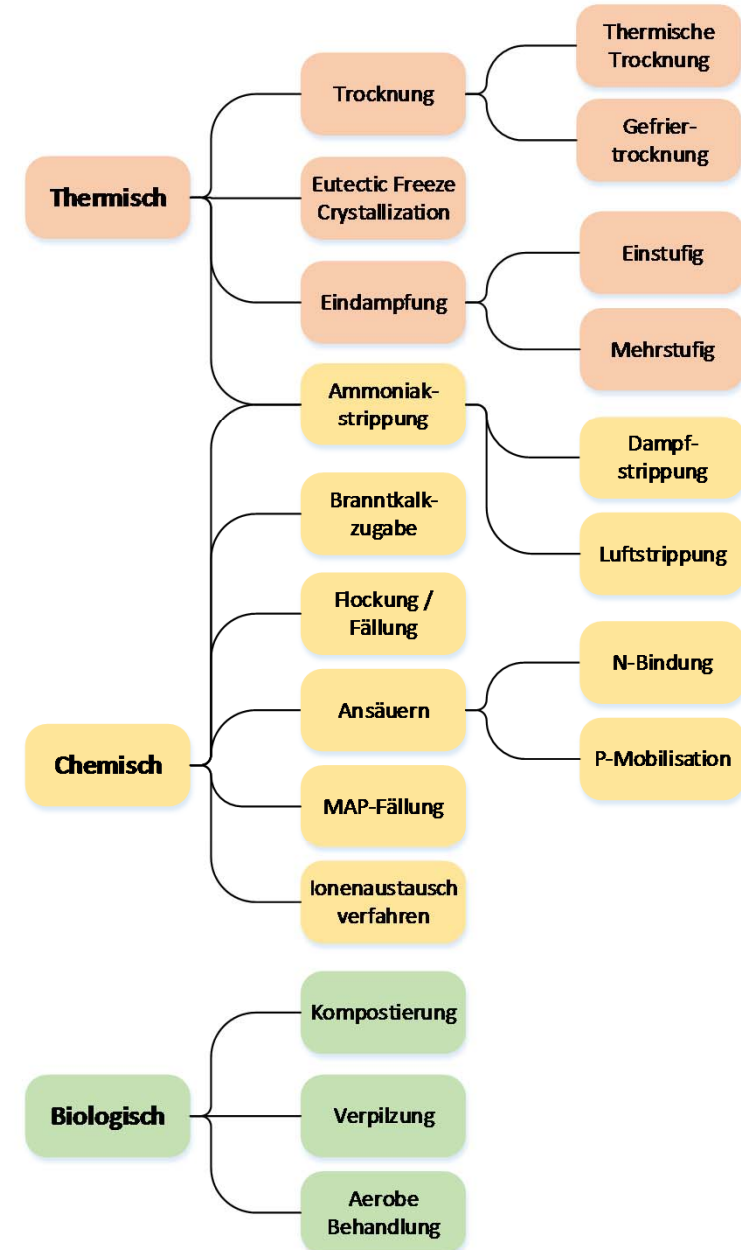 Thermisch
Trocknung
Thermische
Trocknung
Gefrier-
trocknung
Eutectic Freeze
Crystallization
Eindampfung
Einstufig
Mehrstufig
Ammoniak-
strippung
Dampf-
strippung
Luftstrippung
Chemisch
Branntkalk-
zugabe
Flockung /
Fällung
Ansäuern
N-Bindung
P-Mobilisation
MAP-Fällung
Ionenaustausch
verfahren
Biologisch
Kompostierung
Verpilzung
Aerobe
Behandlung